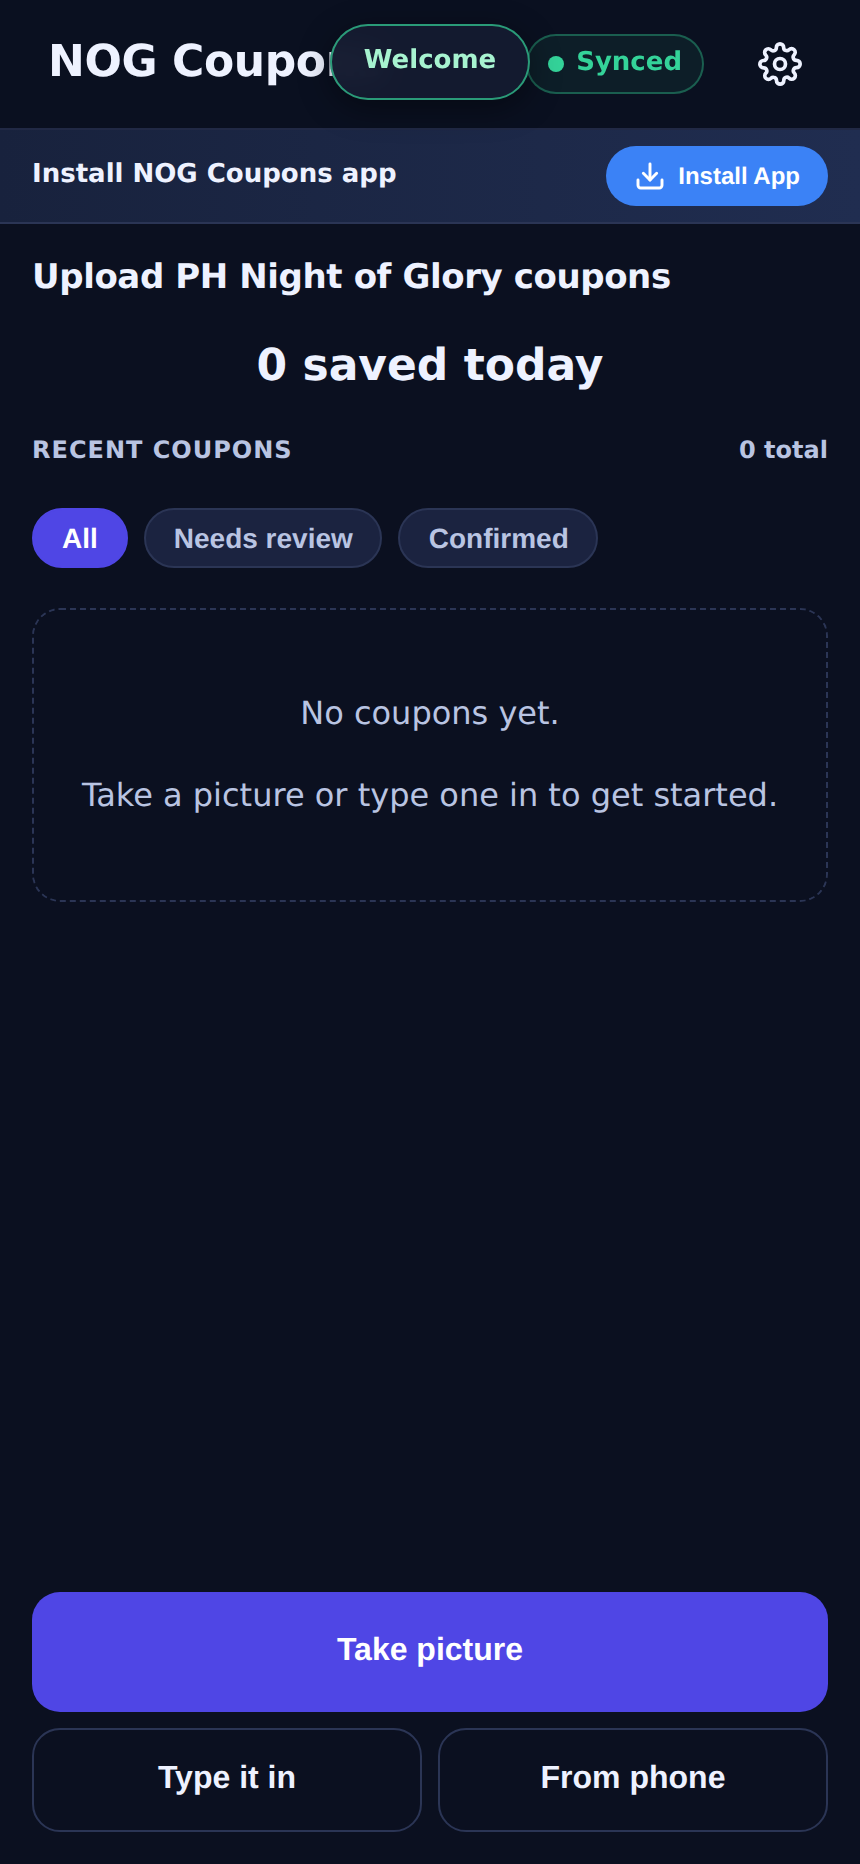 NOG Coupo
Welcome
Synced
Install NOG Coupons app
Install App
Upload PH Night of Glory coupons
0 saved today
RECENT COUPONS
0 total
All
Needs review
Confirmed
No coupons yet.
Take a picture or type one in to get started.
Take picture
Type it in
From phone